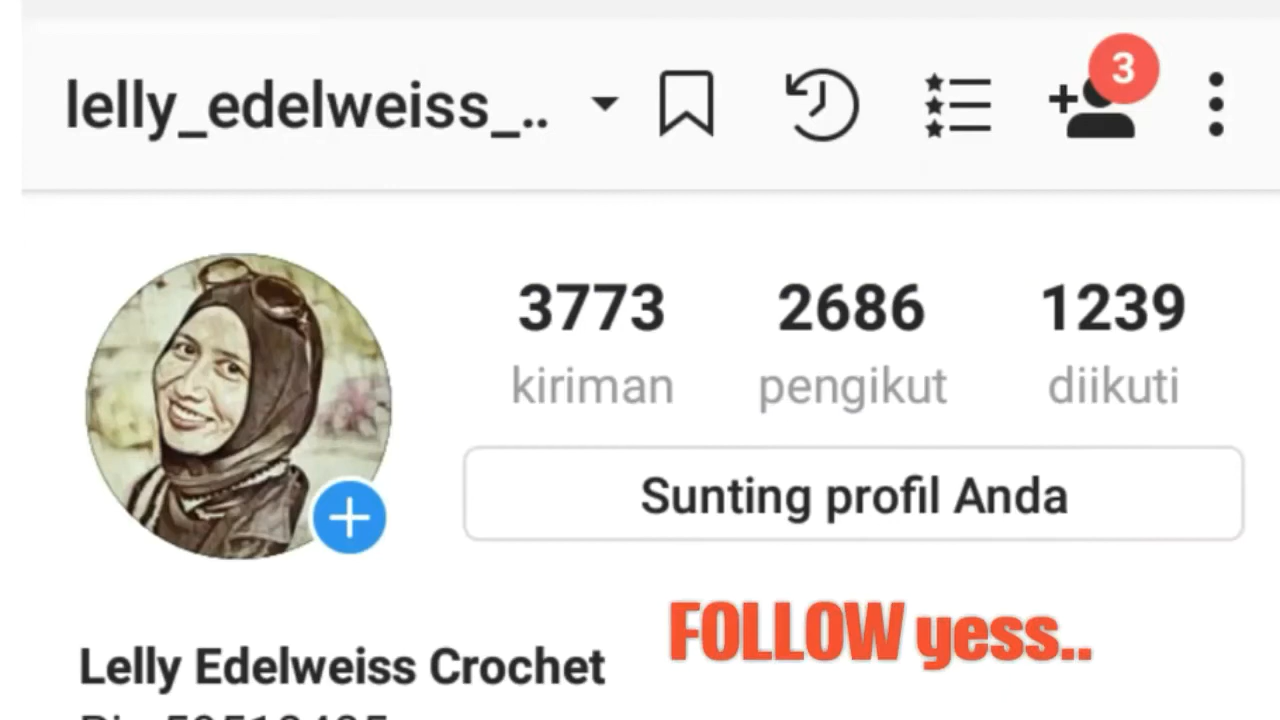 lelly_edelweiss_..
3
3773 2686 1239
kiriman pengikut diikuti
Sunting profil Anda
FOLLOW yess..
Lelly Edelweiss Crochet